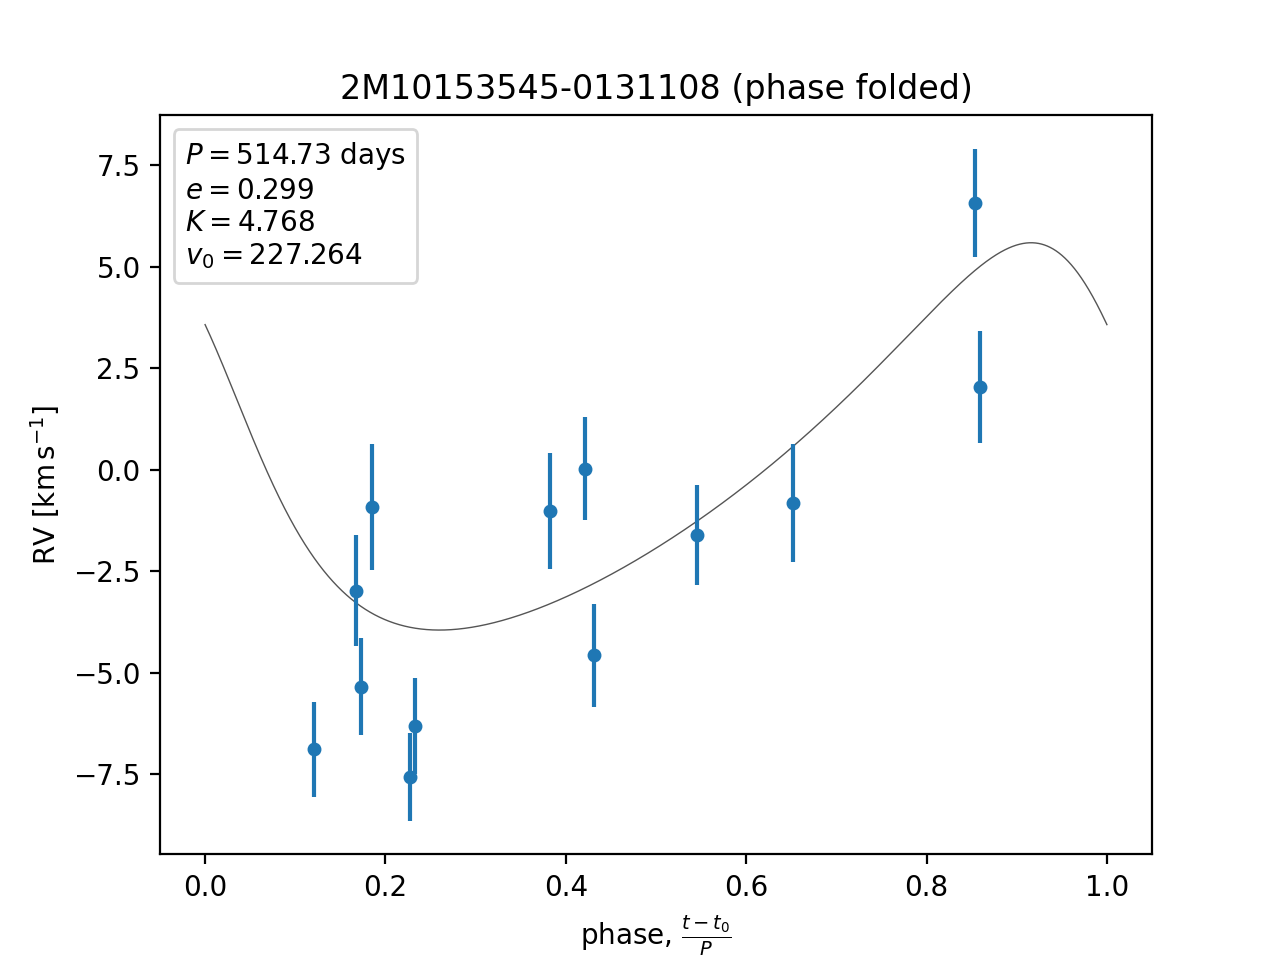 2M10153545-0131108 (phase folded)
P = 514.73 days
e = 0.299
K = 4.768
v₀ = 227.264
7.5
5.0
2.5
0.0
−2.5
−5.0
−7.5
RV [km s⁻¹]
0.0 0.2 0.4 0.6 0.8 1.0
phase, (t − t₀)/P